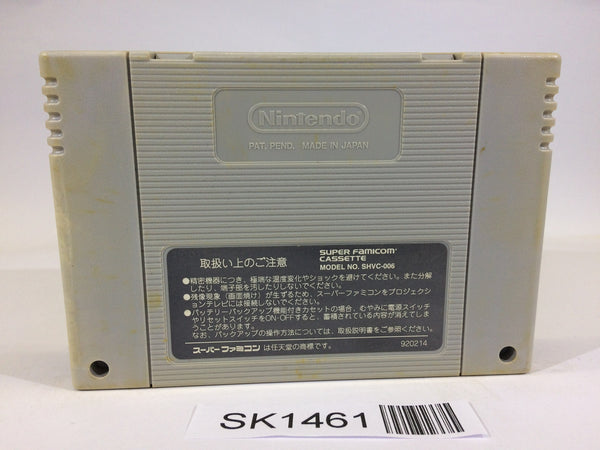 Nintendo
PAT. PEND. MADE IN JAPAN
取扱い上のご注意
SUPER FAMICOM
CASSETTE
MODEL NO. SHVC-006
●精密機器につき、極端な温度変化やショックを避けてください。また分解
したり、端子部を汚したりしないでください。
●残像現象（画面焼け）が生ずるため、スーパーファミコンをプロジェクシ
ョンテレビには接続しないでください。
●バッテリーバックアップ機能付きカセットの場合、むやみに電源スイッチ
やリセットスイッチをON-OFFすると、蓄積されている内容が消えてしま
うことがあります。
なお、バックアップの操作方法については、取扱説明書をご参照ください。
スーパーファミコン は任天堂の商標です。
920214
SK1461